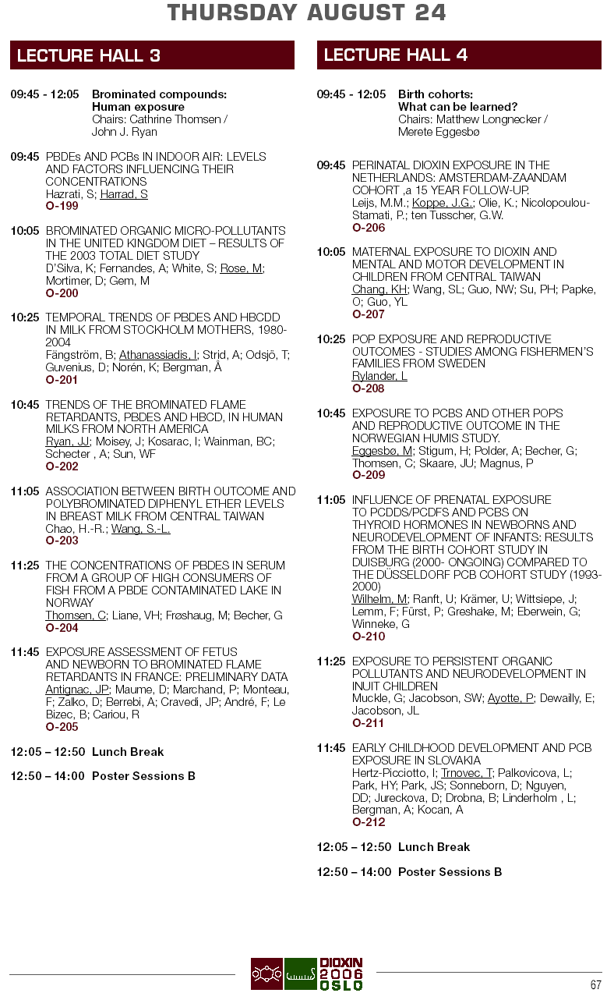 THURSDAY AUGUST 24
LECTURE HALL 3
09:45 - 12:05 Brominated compounds:
Human exposure
Chairs: Cathrine Thomsen /
John J. Ryan
09:45 PBDEs AND PCBs IN INDOOR AIR: LEVELS
AND FACTORS INFLUENCING THEIR
CONCENTRATIONS
Hazrati, S; Harrad, S
O-199
10:05 BROMINATED ORGANIC MICRO-POLLUTANTS
IN THE UNITED KINGDOM DIET – RESULTS OF
THE 2003 TOTAL DIET STUDY
D’Silva, K; Fernandes, A; White, S; Rose, M;
Mortimer, D; Gem, M
O-200
10:25 TEMPORAL TRENDS OF PBDES AND HBCDD
IN MILK FROM STOCKHOLM MOTHERS, 1980-
2004
Fängström, B; Athanassiadis, I; Strid, A; Odsjö, T;
Guvenius, D; Norén, K; Bergman, Å
O-201
10:45 TRENDS OF THE BROMINATED FLAME
RETARDANTS, PBDES AND HBCD, IN HUMAN
MILKS FROM NORTH AMERICA
Ryan, JJ; Moisey, J; Kosarac, I; Wainman, BC;
Schecter , A; Sun, WF
O-202
11:05 ASSOCIATION BETWEEN BIRTH OUTCOME AND
POLYBROMINATED DIPHENYL ETHER LEVELS
IN BREAST MILK FROM CENTRAL TAIWAN
Chao, H.-R.; Wang, S.-L.
O-203
11:25 THE CONCENTRATIONS OF PBDES IN SERUM
FROM A GROUP OF HIGH CONSUMERS OF
FISH FROM A PBDE CONTAMINATED LAKE IN
NORWAY
Thomsen, C; Liane, VH; Frøshaug, M; Becher, G
O-204
11:45 EXPOSURE ASSESSMENT OF FETUS
AND NEWBORN TO BROMINATED FLAME
RETARDANTS IN FRANCE: PRELIMINARY DATA
Antignac, JP; Maume, D; Marchand, P; Monteau,
F; Zalko, D; Berrebi, A; Cravedi, JP; André, F; Le
Bizec, B; Cariou, R
O-205
12:05 – 12:50 Lunch Break
12:50 – 14:00 Poster Sessions B
LECTURE HALL 4
09:45 - 12:05 Birth cohorts:
What can be learned?
Chairs: Matthew Longnecker /
Merete Eggesbø
09:45 PERINATAL DIOXIN EXPOSURE IN THE
NETHERLANDS: AMSTERDAM-ZAANDAM
COHORT ,a 15 YEAR FOLLOW-UP.
Leijs, M.M.; Koppe, J.G.; Olie, K.; Nicolopoulou-
Stamati, P.; ten Tusscher, G.W.
O-206
10:05 MATERNAL EXPOSURE TO DIOXIN AND
MENTAL AND MOTOR DEVELOPMENT IN
CHILDREN FROM CENTRAL TAIWAN
Chang, KH; Wang, SL; Guo, NW; Su, PH; Papke,
O; Guo, YL
O-207
10:25 POP EXPOSURE AND REPRODUCTIVE
OUTCOMES - STUDIES AMONG FISHERMEN’S
FAMILIES FROM SWEDEN
Rylander, L
O-208
10:45 EXPOSURE TO PCBS AND OTHER POPS
AND REPRODUCTIVE OUTCOME IN THE
NORWEGIAN HUMIS STUDY.
Eggesbø, M; Stigum, H; Polder, A; Becher, G;
Thomsen, C; Skaare, JU; Magnus, P
O-209
11:05 INFLUENCE OF PRENATAL EXPOSURE
TO PCDDS/PCDFS AND PCBS ON
THYROID HORMONES IN NEWBORNS AND
NEURODEVELOPMENT OF INFANTS: RESULTS
FROM THE BIRTH COHORT STUDY IN
DUISBURG (2000- ONGOING) COMPARED TO
THE DÜSSELDORF PCB COHORT STUDY (1993-
2000)
Wilhelm, M; Ranft, U; Krämer, U; Wittsiepe, J;
Lemm, F; Fürst, P; Greshake, M; Eberwein, G;
Winneke, G
O-210
11:25 EXPOSURE TO PERSISTENT ORGANIC
POLLUTANTS AND NEURODEVELOPMENT IN
INUIT CHILDREN
Muckle, G; Jacobson, SW; Ayotte, P; Dewailly, E;
Jacobson, JL
O-211
11:45 EARLY CHILDHOOD DEVELOPMENT AND PCB
EXPOSURE IN SLOVAKIA
Hertz-Picciotto, I; Trnovec, T; Palkovicova, L;
Park, HY; Park, JS; Sonneborn, D; Nguyen,
DD; Jureckova, D; Drobna, B; Linderholm , L;
Bergman, A; Kocan, A
O-212
12:05 – 12:50 Lunch Break
12:50 – 14:00 Poster Sessions B
DIOXIN
2006
OSLO
67